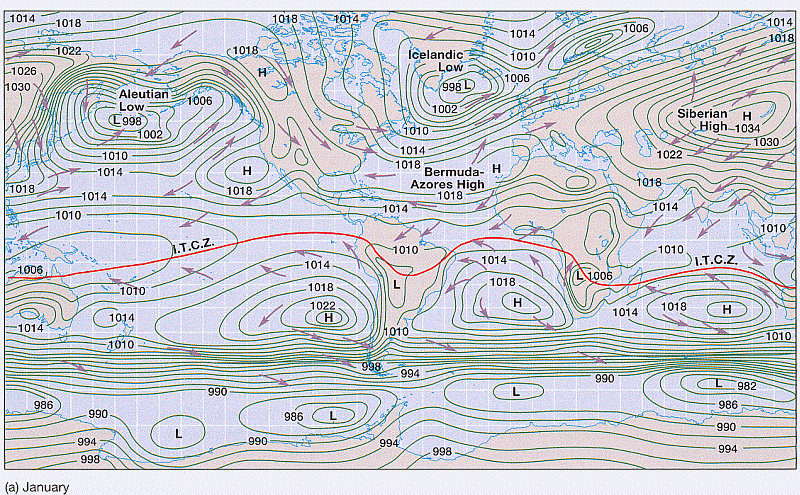 1014
1018
1014
1014
1006
1014
1018
1018
1022
1018
Icelandic
Low
1010
1006
1026
1030
H
998 L
Aleutian
Low
1006
1002
Siberian
High
H
1034
L 998
1002
1010
1030
1010
1014
1022
1014
H
1018
Bermuda-
Azores High
H
1018
1018
1014
1018
1018
1014
1010
1010
1010
I.T.C.Z.
1010
1006
1014
1014
I.T.C.Z.
1010
L
1018
L 1006
1022
H
H
1014
1018
H
1014
1014
1010
1010
1010
998
994
990
990
L
L 982
986
990
986
L
986
L
990
994
990
994
998
994
998
(a) January